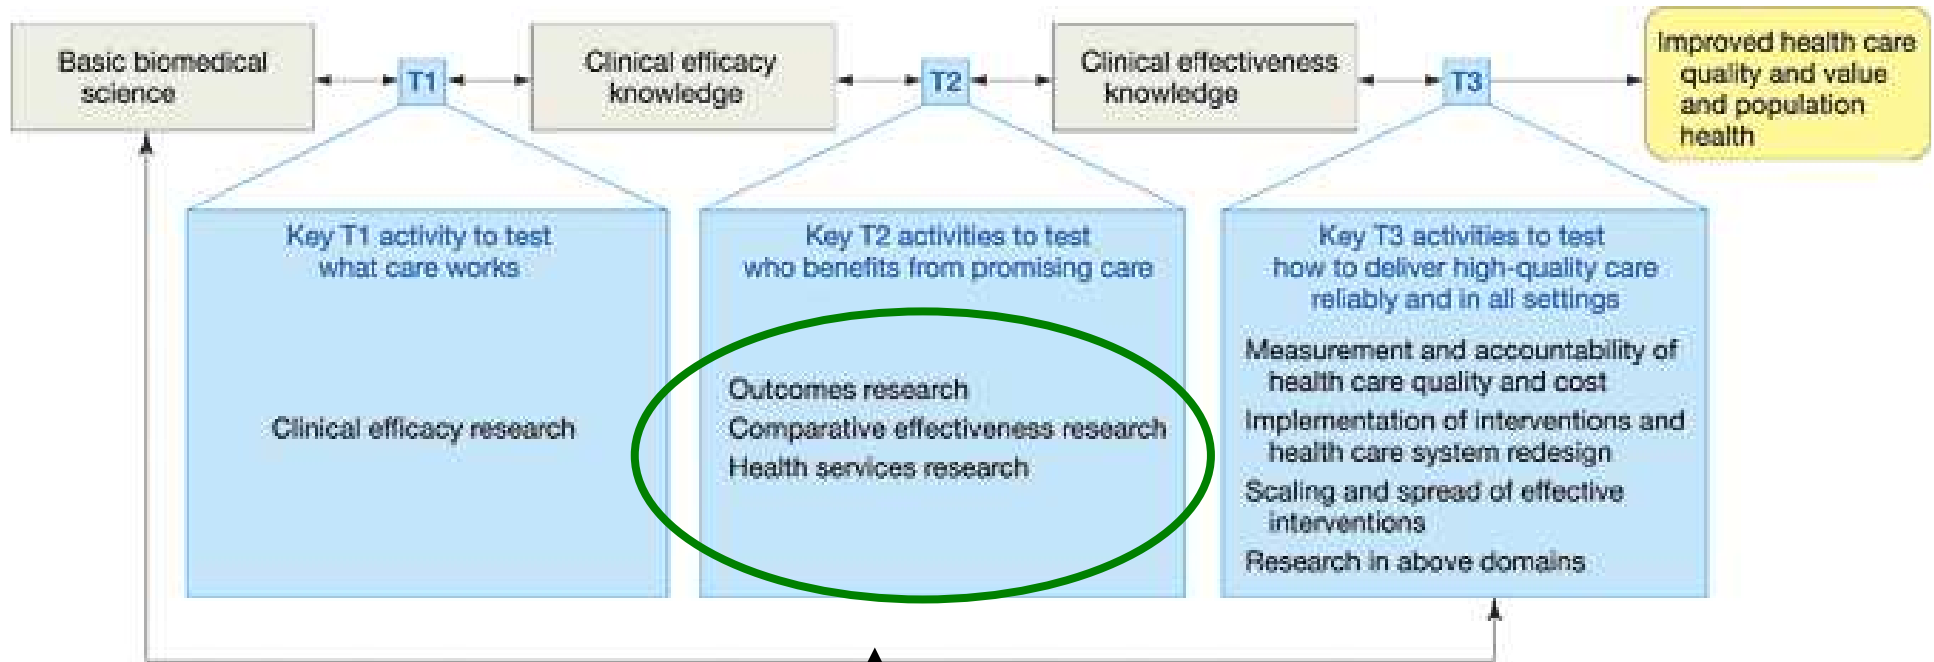 Basic biomedical
science
T1
Clinical efficacy
knowledge
T2
Clinical effectiveness
knowledge
T3
Improved health care
quality and value
and population
health
Key T1 activity to test
what care works
Clinical efficacy research
Key T2 activities to test
who benefits from promising care
Outcomes research
Comparative effectiveness research
Health services research
Key T3 activities to test
how to deliver high-quality care
reliably and in all settings
Measurement and accountability of
health care quality and cost
Implementation of interventions and
health care system redesign
Scaling and spread of effective
interventions
Research in above domains